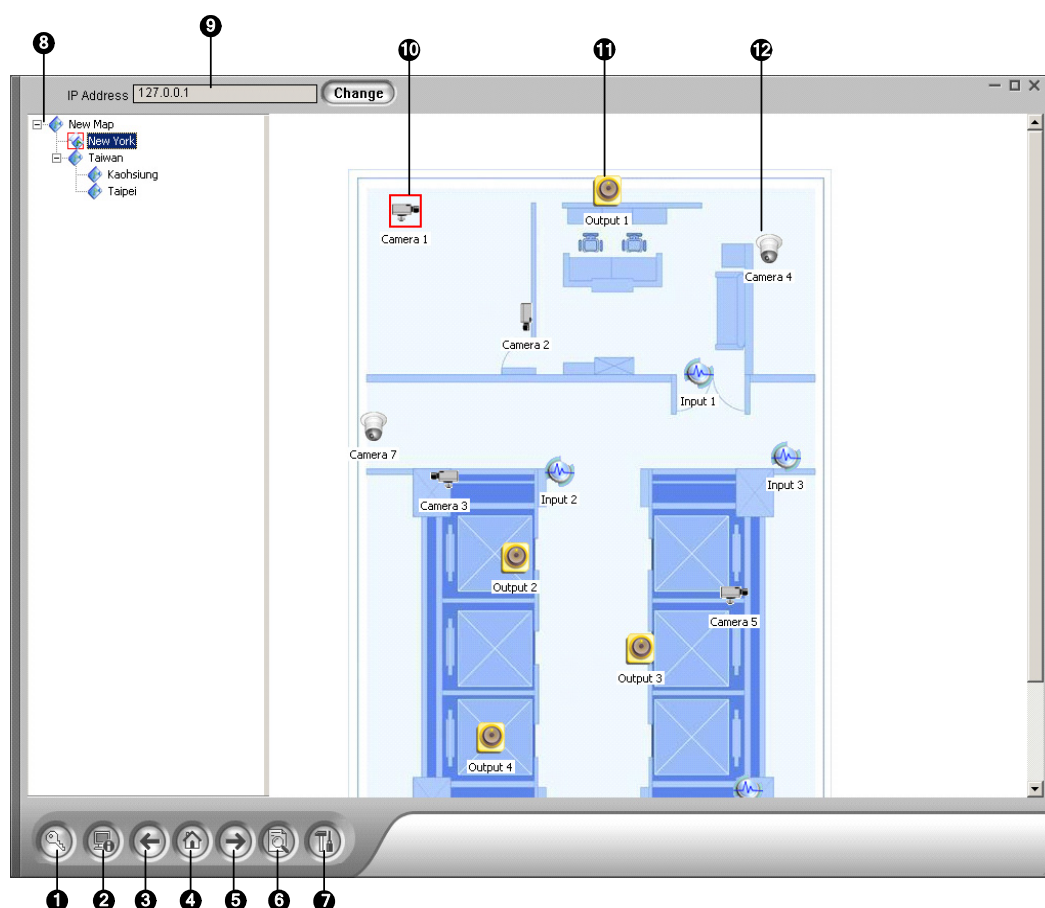 8
9
10
11
12
IP Address 127.0.0.1 Change
New Map
New York
Taiwan
Kaohsiung
Taipei
Output 1
Camera 1
Camera 4
Camera 2
Input 1
Camera 7
Input 3
Input 2
Camera 3
Output 2
Camera 5
Output 3
Output 4
1
2
3
4
5
6
7